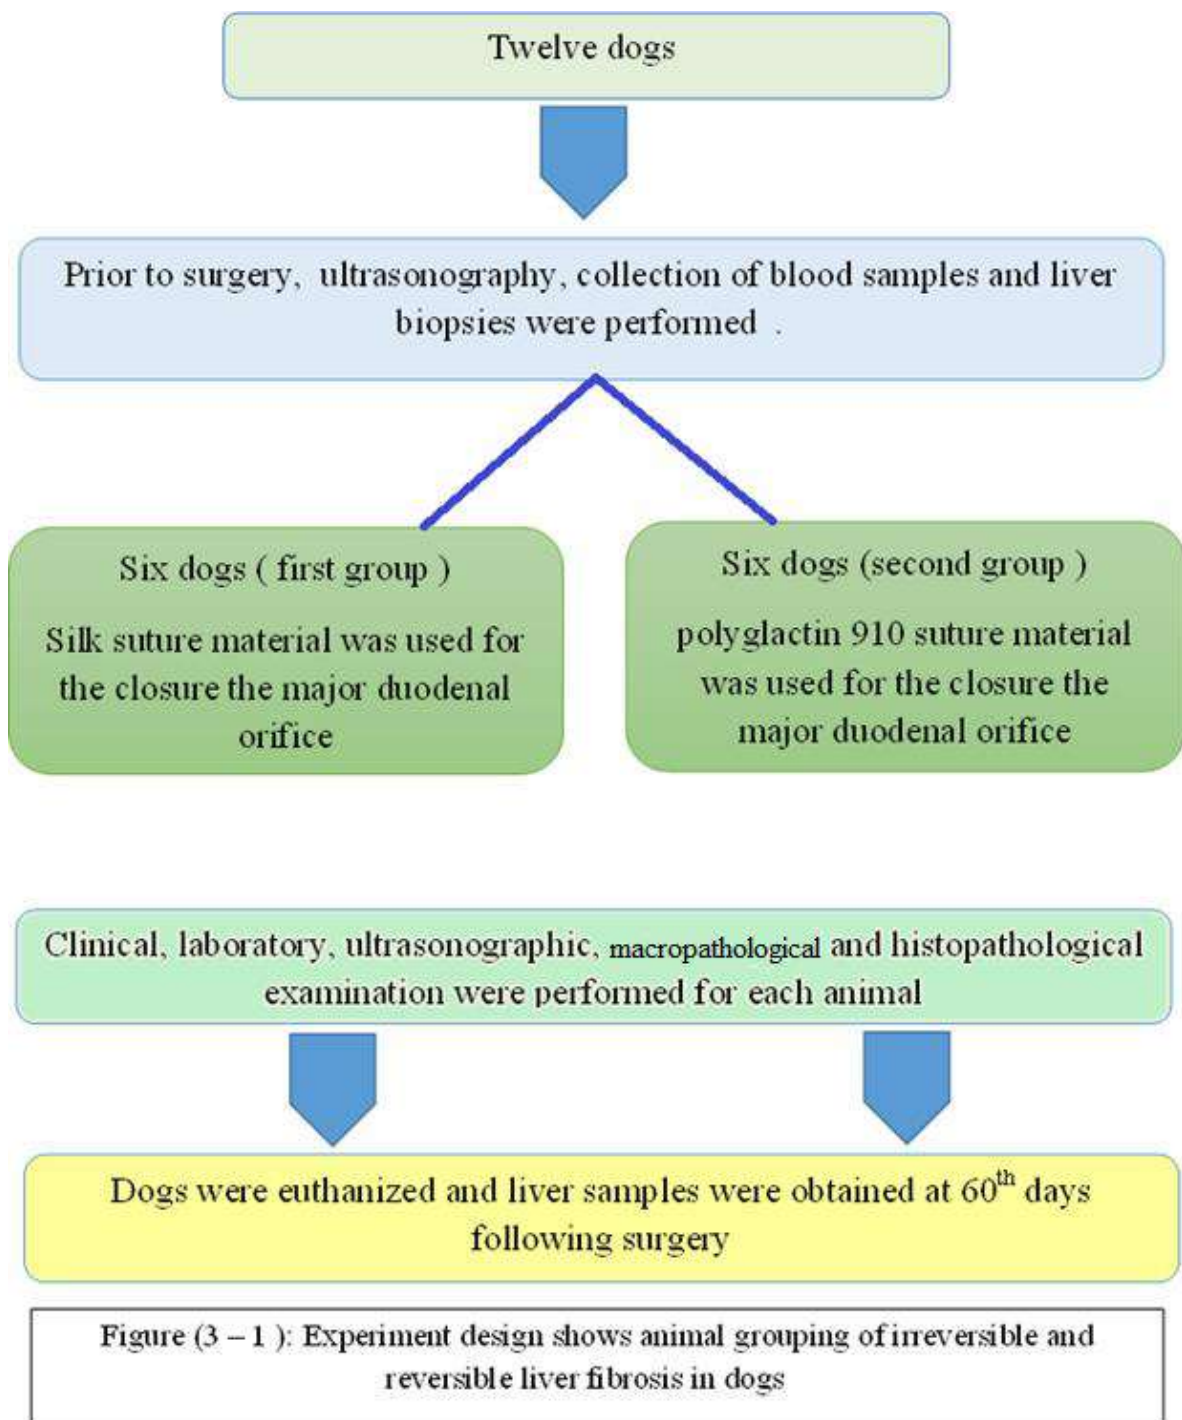 Twelve dogs
Prior to surgery, ultrasonography, collection of blood samples and liver
biopsies were performed .
Six dogs ( first group )
Silk suture material was used for
the closure the major duodenal
orifice
Six dogs (second group )
polyglactin 910 suture material
was used for the closure the
major duodenal orifice
Clinical, laboratory, ultrasonographic, macropathological and histopathological
examination were performed for each animal
Dogs were euthanized and liver samples were obtained at 60th days
following surgery
Figure (3 – 1 ): Experiment design shows animal grouping of irreversible and
reversible liver fibrosis in dogs